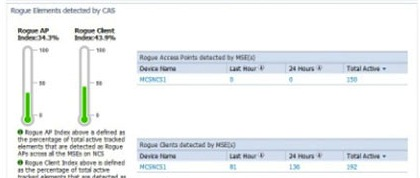 Rogue Elements detected by CAS
Rogue AP Index:34.3%
Rogue Client Index:43.9%
100
100
50
50
0
0
Rogue Access Points detected by MSE(s)
Device Name Last Hour 24 Hours Total Active
MCSNCS1 0 0 150
Rogue AP Index above is defined as
the percentage of total active tracked
elements that are detected as Rogue
APs across all the MSEs on NCS
Rogue Client Index above is defined
as the percentage of total active
tracked elements that are detected as
Rogue Clients detected by MSE(s)
Device Name Last Hour 24 Hours Total Active
MCSNCS1 81 136 192